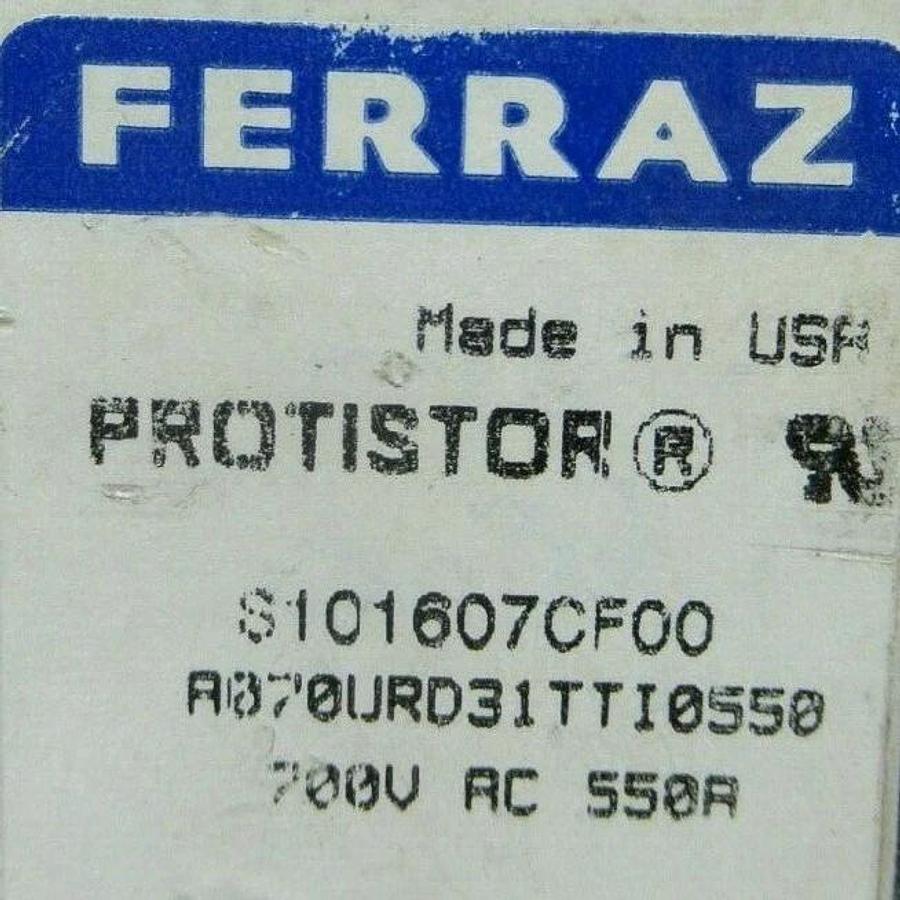 FERRAZ
Made in USA
PROTISTOR®
S101607CF00
A070URD31TTI0550
700V AC 550A